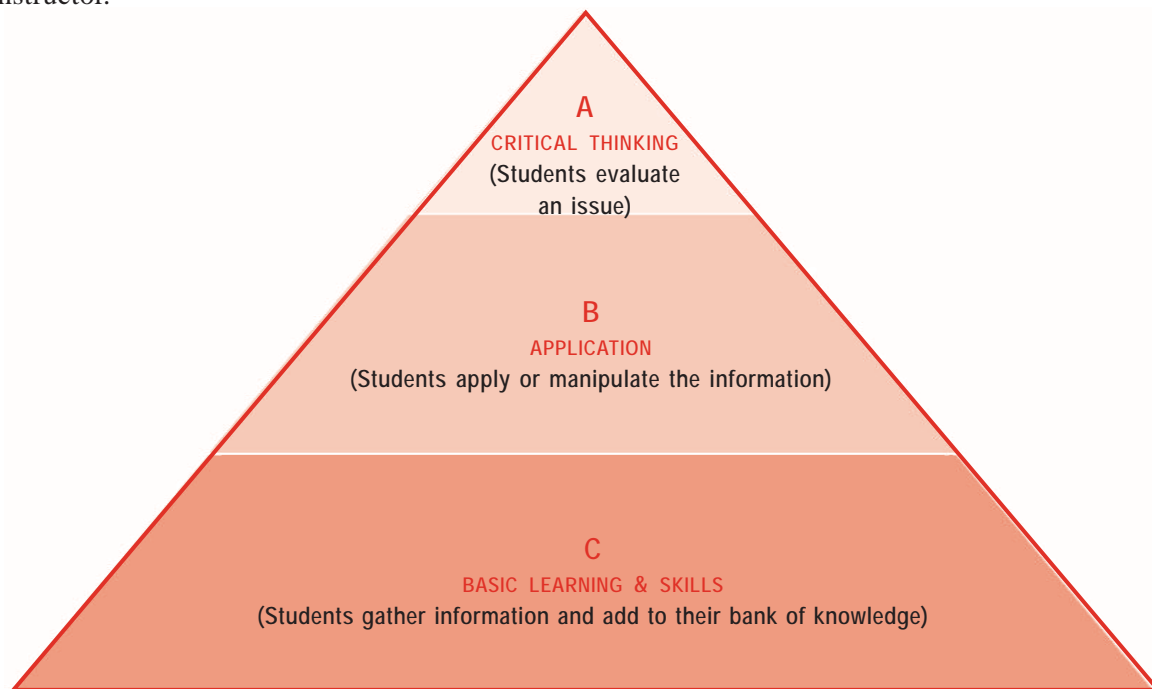 nstructor.
A
CRITICAL THINKING
(Students evaluate
an issue)
B
APPLICATION
(Students apply or manipulate the information)
C
BASIC LEARNING & SKILLS
(Students gather information and add to their bank of knowledge)